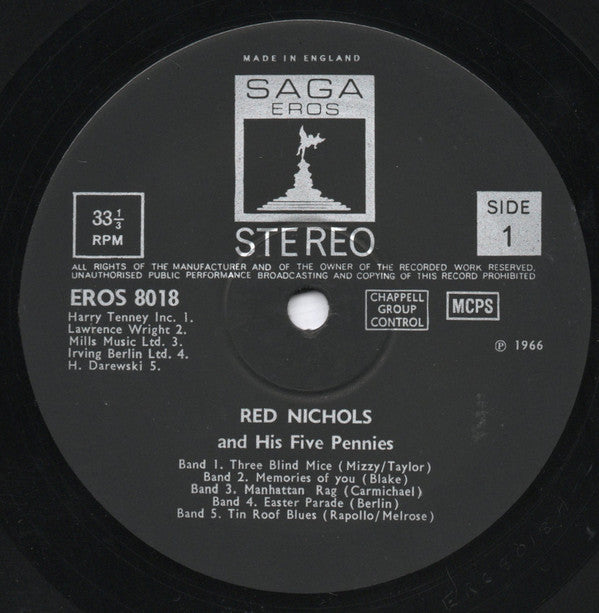 MADE IN ENGLAND
SAGA
EROS
33 1/3
RPM
SIDE
1
STEREO
ALL RIGHTS OF THE MANUFACTURER AND OF THE OWNER OF THE RECORDED WORK RESERVED.
UNAUTHORISED PUBLIC PERFORMANCE BROADCASTING AND COPYING OF THIS RECORD PROHIBITED
EROS 8018
Harry Tenney Inc. 1.
Lawrence Wright 2.
Mills Music Ltd. 3.
Irving Berlin Ltd. 4.
H. Darewski 5.
CHAPPELL
GROUP
CONTROL
MCPS
℗ 1966
RED NICHOLS
and His Five Pennies
Band 1. Three Blind Mice (Mizzy/Taylor)
Band 2. Memories of you (Blake)
Band 3. Manhattan Rag (Carmichael)
Band 4. Easter Parade (Berlin)
Band 5. Tin Roof Blues (Rapollo/Melrose)